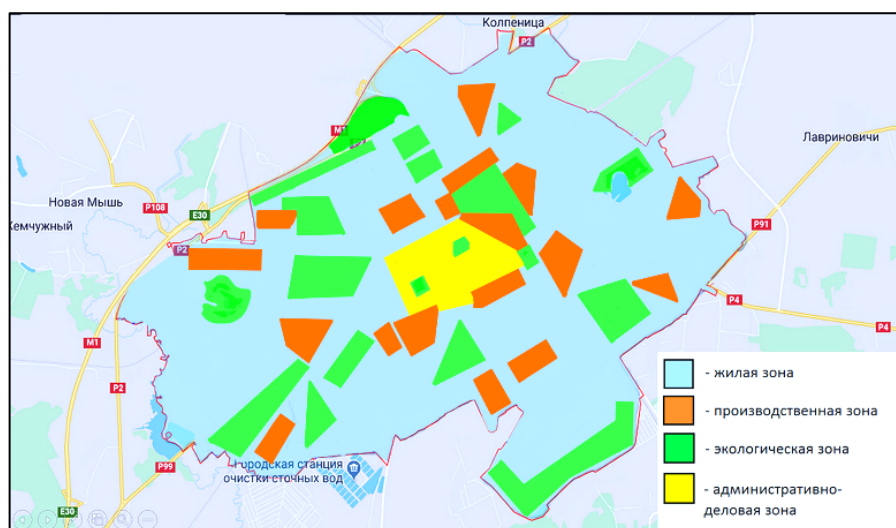 Колпеница
P2
M1
Лавриновичи
Новая Мышь
P108
E30
Жемчужный
P91
P2
P4
P4
M1
P2
- жилая зона
- производственная зона
- экологическая зона
- административно-
деловая зона
P99
Городская станция
очистки сточных вод
E30